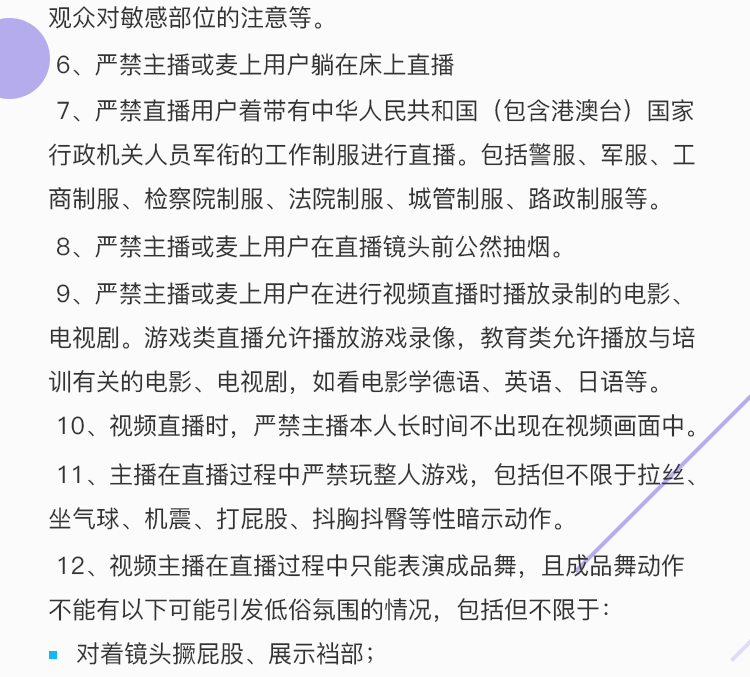 观众对敏感部位的注意等。
6、严禁主播或麦上用户躺在床上直播
7、严禁直播用户着带有中华人民共和国（包含港澳台）国家
行政机关人员军衔的工作制服进行直播。包括警服、军服、工
商制服、检察院制服、法院制服、城管制服、路政制服等。
8、严禁主播或麦上用户在直播镜头前公然抽烟。
9、严禁主播或麦上用户在进行视频直播时播放录制的电影、
电视剧。游戏类直播允许播放游戏录像，教育类允许播放与培
训有关的电影、电视剧，如看电影学德语、英语、日语等。
10、视频直播时，严禁主播本人长时间不出现在视频画面中。
11、主播在直播过程中严禁玩整人游戏，包括但不限于拉丝、
坐气球、机震、打屁股、抖胸抖臀等性暗示动作。
12、视频主播在直播过程中只能表演成品舞，且成品舞动作
不能有以下可能引发低俗氛围的情况，包括但不限于：
对着镜头撅屁股、展示裆部；